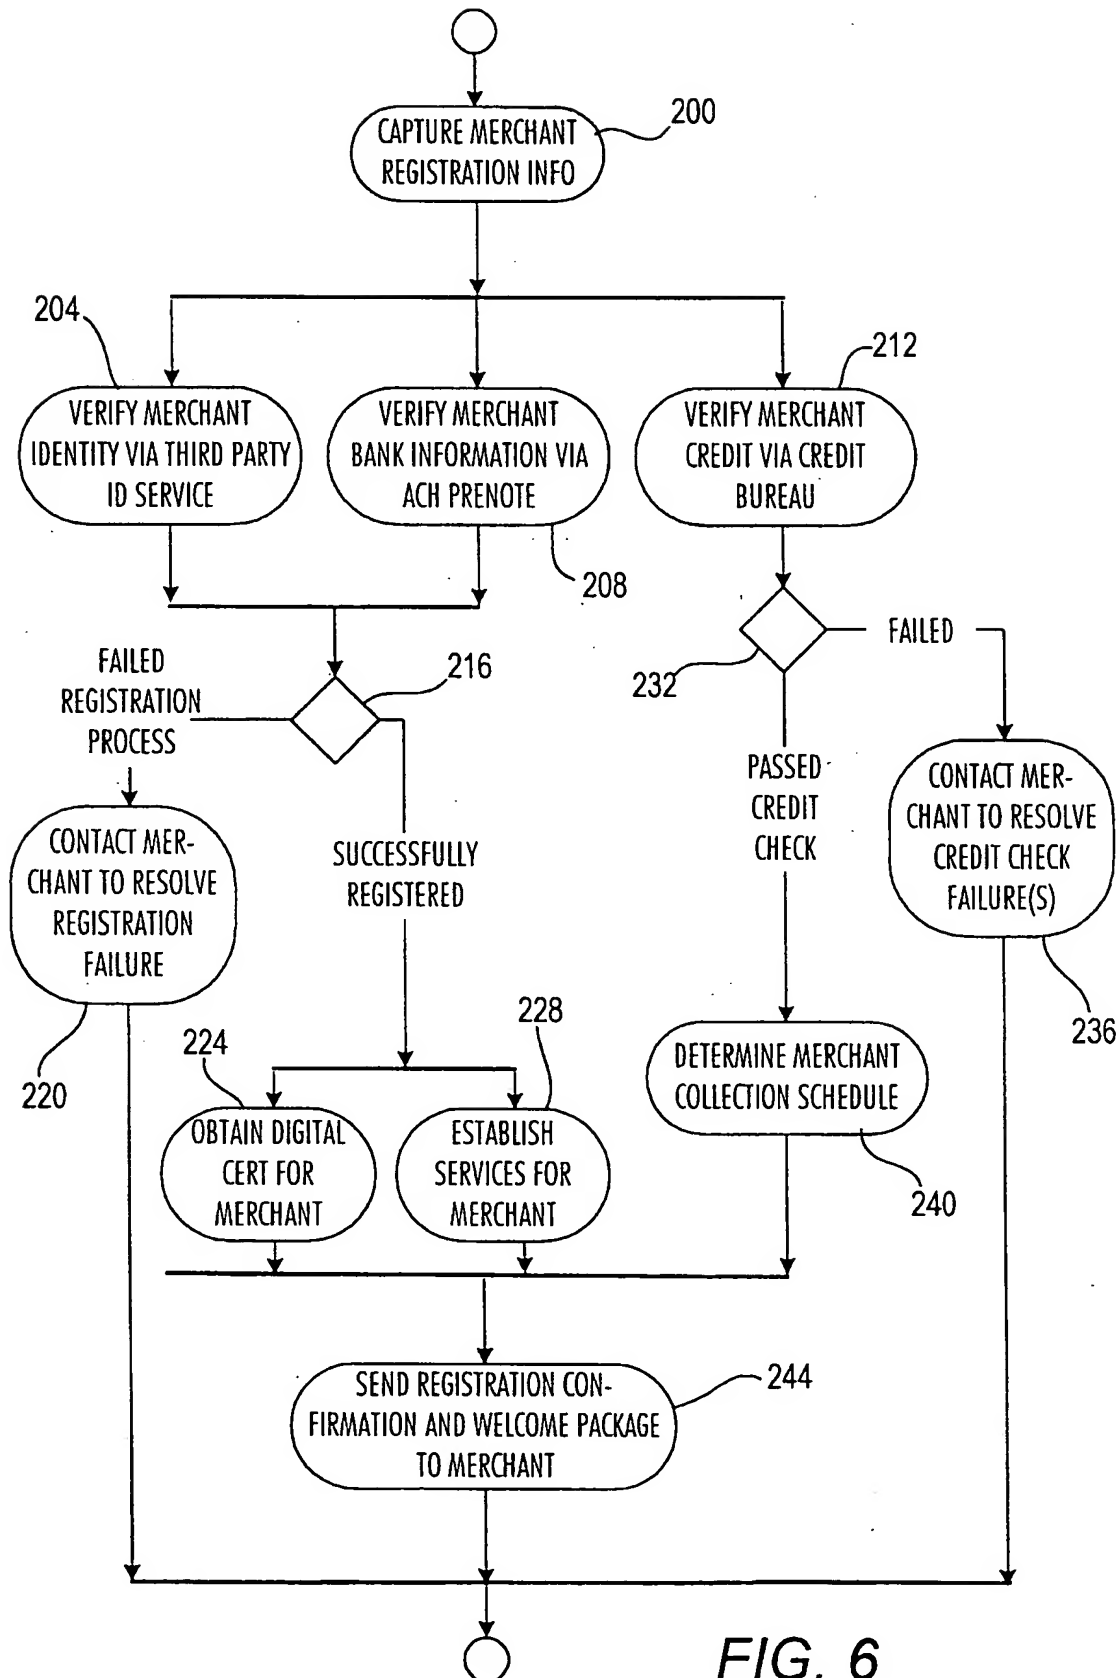 CAPTURE MERCHANT
REGISTRATION INFO
200
204
212
VERIFY MERCHANT
IDENTITY VIA THIRD PARTY
ID SERVICE
VERIFY MERCHANT
BANK INFORMATION VIA
ACH PRENOTE
VERIFY MERCHANT
CREDIT VIA CREDIT
BUREAU
208
232
FAILED
FAILED
REGISTRATION
PROCESS
216
PASSED
CREDIT
CHECK
CONTACT MER-
CHANT TO RESOLVE
CREDIT CHECK
FAILURE(S)
236
CONTACT MER-
CHANT TO RESOLVE
REGISTRATION
FAILURE
220
SUCCESSFULLY
REGISTERED
224
228
OBTAIN DIGITAL
CERT FOR
MERCHANT
ESTABLISH
SERVICES FOR
MERCHANT
DETERMINE MERCHANT
COLLECTION SCHEDULE
240
SEND REGISTRATION CON-
FIRMATION AND WELCOME PACKAGE
TO MERCHANT
244
FIG. 6